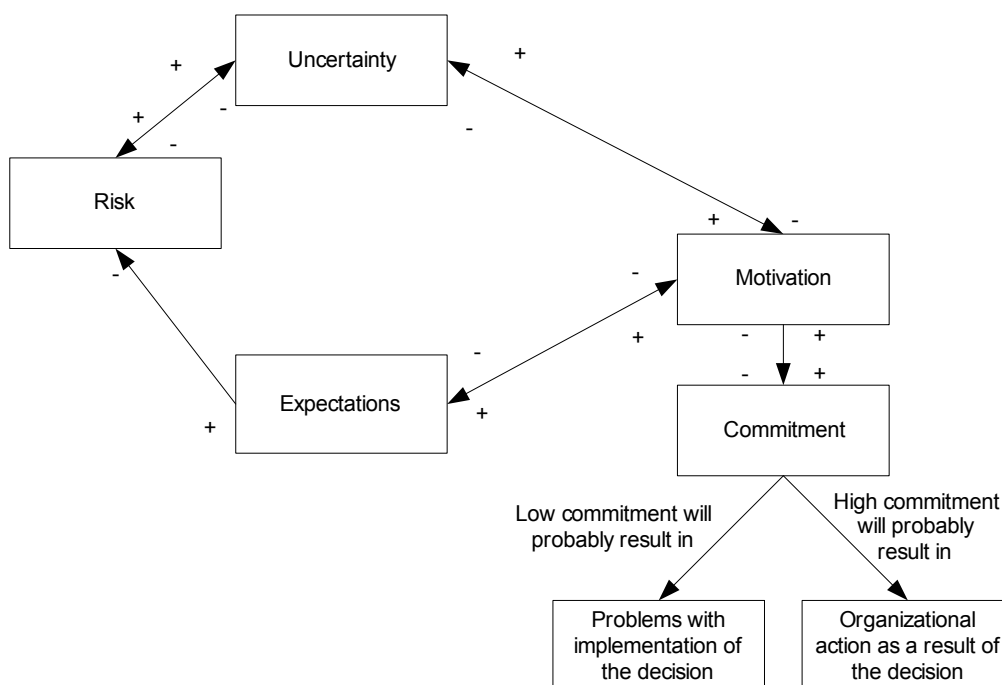 Uncertainty
+
+
-
-
+
-
+
-
Risk
-
+
Expectations
-
+
-
+
Motivation
- +
- +
Commitment
Low commitment will
probably result in
High commitment
will probably
result in
Problems with
implementation of
the decision
Organizational
action as a result of
the decision